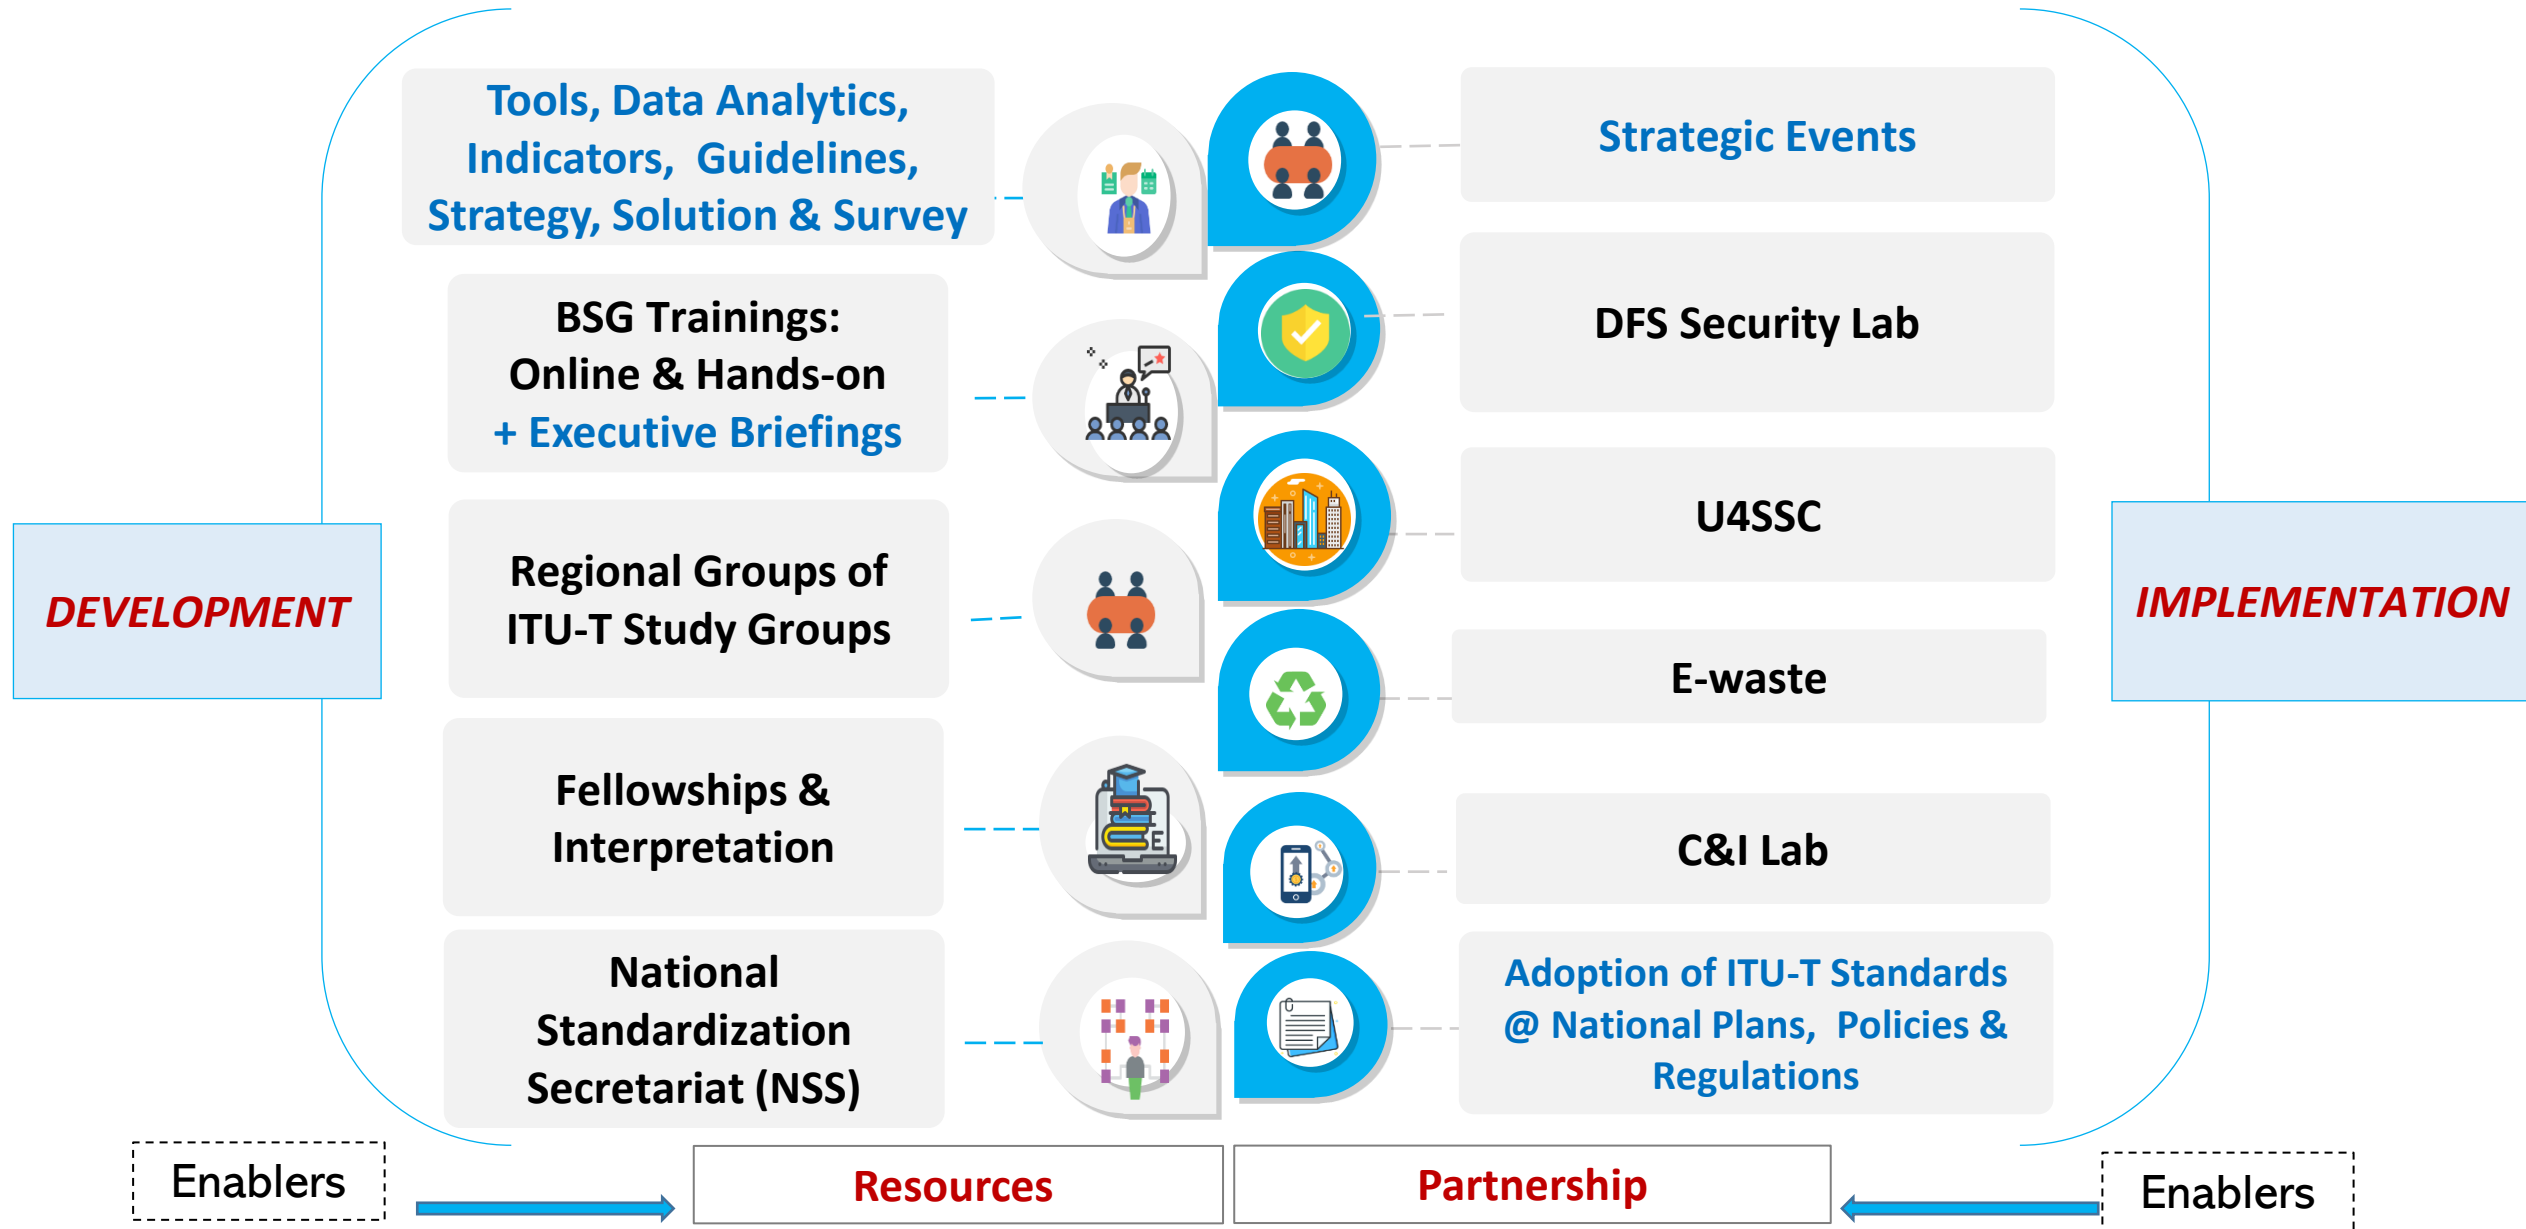 Tools, Data Analytics,
Indicators, Guidelines,
Strategy, Solution & Survey
BSG Trainings:
Online & Hands-on
+ Executive Briefings
Regional Groups of
ITU-T Study Groups
Fellowships &
Interpretation
National
Standardization
Secretariat (NSS)
DEVELOPMENT
Strategic Events
DFS Security Lab
U4SSC
E-waste
C&I Lab
Adoption of ITU-T Standards
@ National Plans, Policies &
Regulations
IMPLEMENTATION
E
Enablers
Resources
Partnership
Enablers